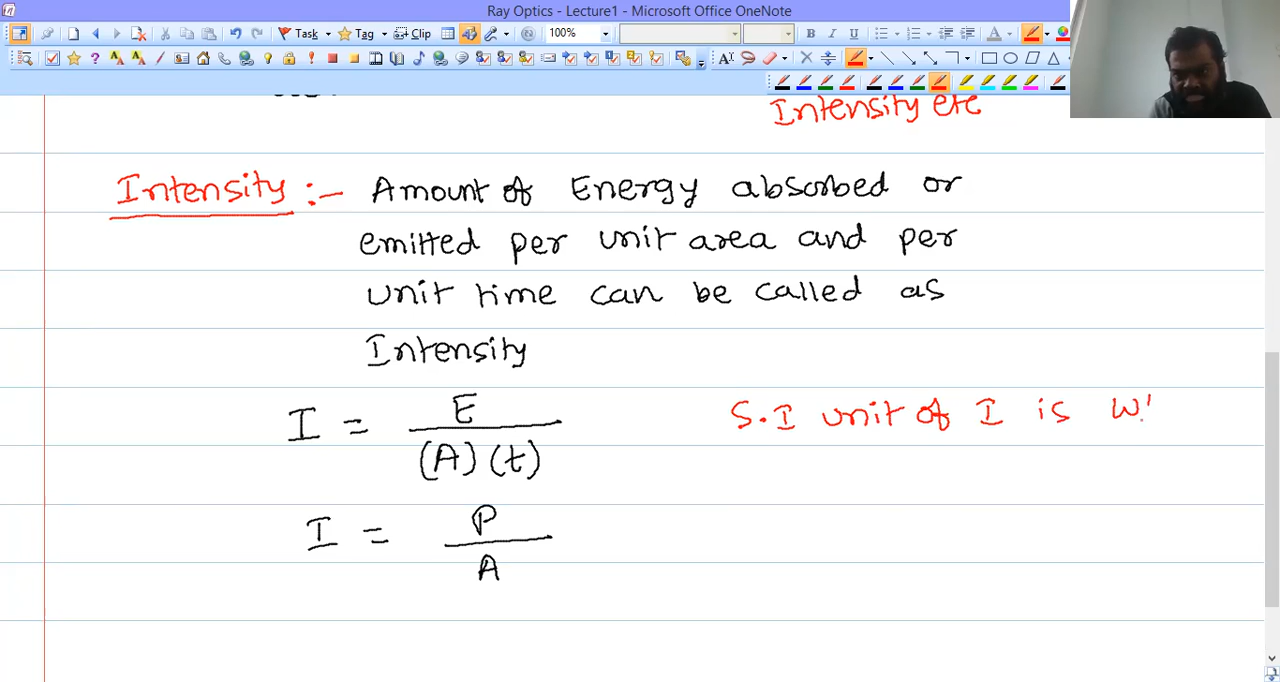 Ray Optics - Lecture1 - Microsoft Office OneNote
Task Tag Clip 100% B I U A
Intensity etc
Intensity :- Amount of Energy absorbed or
emitted per unit area and per
unit time can be called as
Intensity
I = E / (A) (t)
S.I unit of I is W
I = P / A